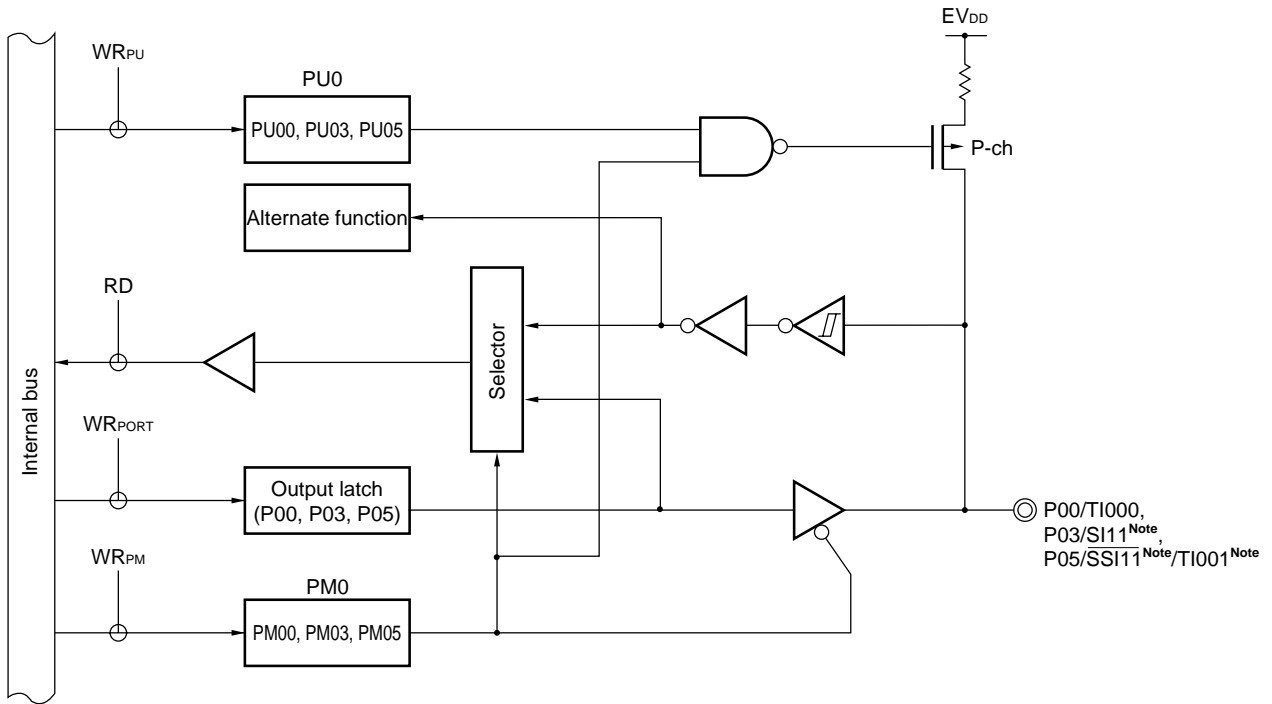 EVDD
WRPU
PU0
PU00, PU03, PU05
P-ch
Alternate function
RD
Selector
Internal bus
WRPORT
Output latch
(P00, P03, P05)
P00/TI000,
P03/SI11Note,
P05/SSI11Note/TI001Note
WRPM
PM0
PM00, PM03, PM05